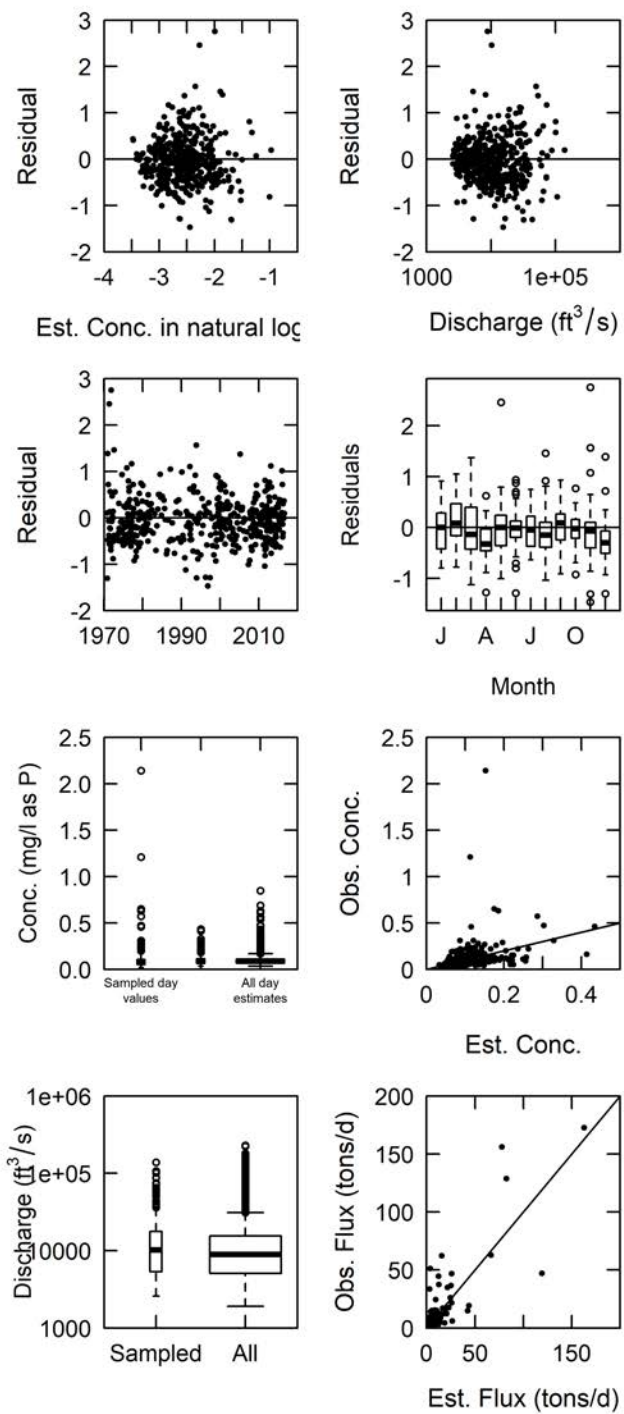 3
2
1
0
-1
-2
Residual
-4 -3 -2 -1
Est. Conc. in natural log
3
2
1
0
-1
-2
Residual
1000 1e+05
Discharge (ft³/s)
3
2
1
0
-1
-2
Residual
1970 1990 2010
2
1
0
-1
Residuals
J A J O
Month
2.5
2.0
1.5
1.0
0.5
0.0
Conc. (mg/l as P)
Sampled day
values
All day
estimates
2.5
2.0
1.5
1.0
0.5
0.0
Obs. Conc.
0 0.2 0.4
Est. Conc.
1e+06
1e+05
10000
1000
Discharge (ft³/s)
Sampled All
200
150
100
50
0
Obs. Flux (tons/d)
0 50 150
Est. Flux (tons/d)